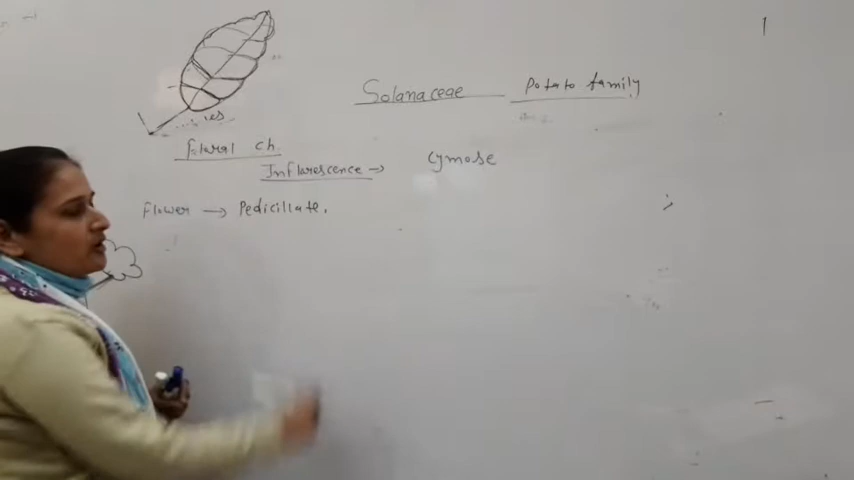 Solanaceae Potato family
floral ch.
Inflorescence → Cymose
Flower → Pedicillate.